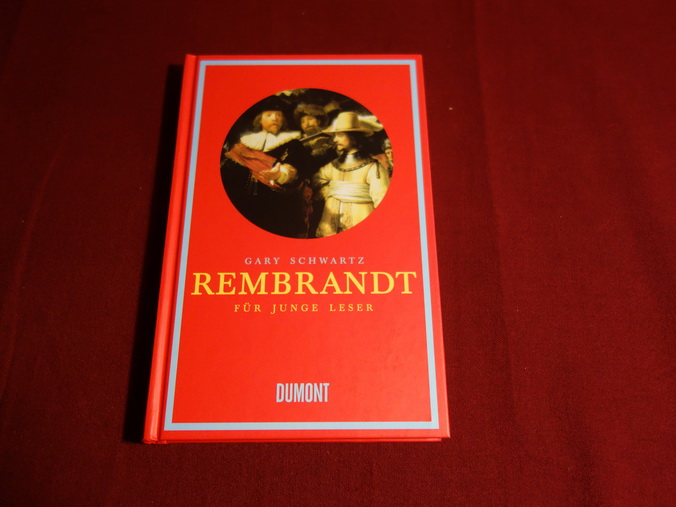 GARY SCHWARTZ
REMBRANDT
FÜR JUNGE LESER
DUMONT